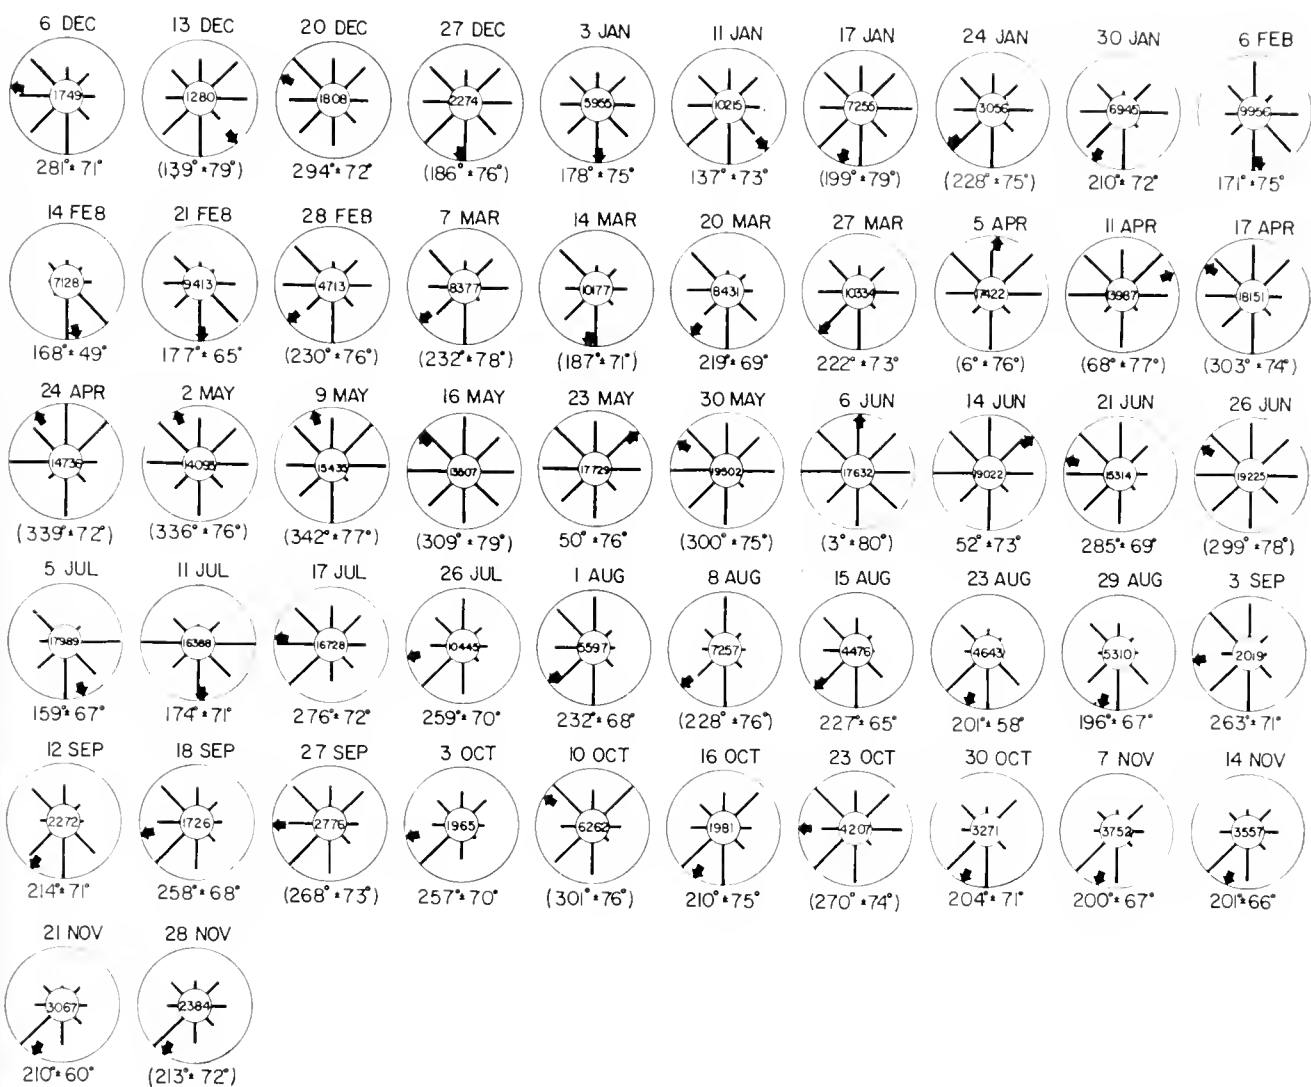 6 DEC 13 DEC 20 DEC 27 DEC 3 JAN 11 JAN 17 JAN 24 JAN 30 JAN 6 FEB
1749 1280 1808 2274 5965 10215 7255 3056 6945 9956
281°±71° (139°±79°) 294°±72° (186°±76°) 178°±75° 137°±73° (199°±79°) (228°±75°) 210°±72° 171°±75°
14 FEB 21 FEB 28 FEB 7 MAR 14 MAR 20 MAR 27 MAR 5 APR 11 APR 17 APR
7128 9413 4713 8377 10177 8431 10334 17422 13987 18151
168°±49° 177°±65° (230°±76°) (232°±78°) (187°±71°) 219°±69° 222°±73° (6°±76°) (68°±77°) (303°±74°)
24 APR 2 MAY 9 MAY 16 MAY 23 MAY 30 MAY 6 JUN 14 JUN 21 JUN 26 JUN
14736 14095 15435 13507 17729 19502 17632 19022 15314 19225
(339°±72°) (336°±76°) (342°±77°) (309°±79°) 50°±76° (300°±75°) (3°±80°) 52°±73° 285°±69° (299°±78°)
5 JUL 11 JUL 17 JUL 26 JUL 1 AUG 8 AUG 15 AUG 23 AUG 29 AUG 3 SEP
17989 16388 16728 10445 5597 7257 4476 4643 5310 2019
159°±67° 174°±71° 276°±72° 259°±70° 232°±68° (228°±76°) 227°±65° 201°±58° 196°±67° 263°±71°
12 SEP 18 SEP 27 SEP 3 OCT 10 OCT 16 OCT 23 OCT 30 OCT 7 NOV 14 NOV
2272 1726 2776 1965 6262 1981 4207 3271 3752 3557
214°±71° 258°±68° (268°±73°) 257°±70° (301°±76°) 210°±75° (270°±74°) 204°±71° 200°±67° 201°±66°
21 NOV 28 NOV
3067 2384
210°±60° (213°±72°)